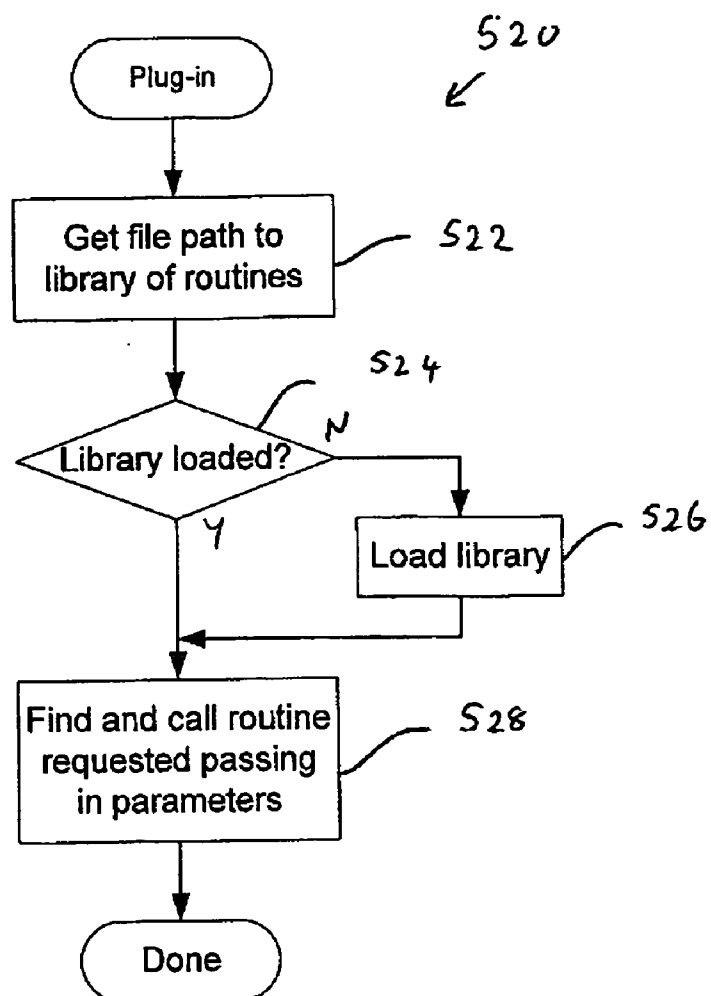 520
Plug-in
Get file path to
library of routines
522
524
Library loaded?
N
Y
Load library
526
Find and call routine
requested passing
in parameters
528
Done